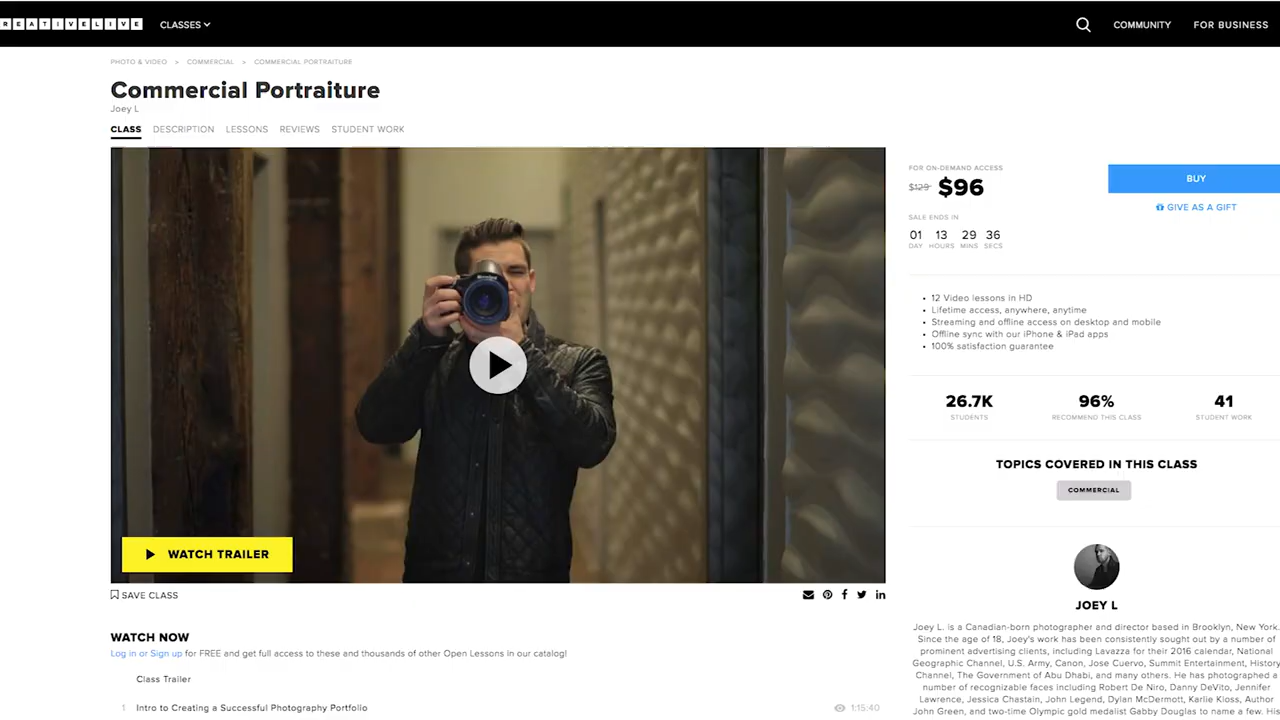 REATIVELIVE
CLASSES
COMMUNITY
FOR BUSINESS
PHOTO & VIDEO > COMMERCIAL > COMMERCIAL PORTRAITURE
Commercial Portraiture
Joey L
CLASS DESCRIPTION LESSONS REVIEWS STUDENT WORK
FOR ON-DEMAND ACCESS
$129 $96
BUY
GIVE AS A GIFT
SALE ENDS IN
01 13 29 36
DAY HOURS MINS SECS
• 12 Video lessons in HD
• Lifetime access, anywhere, anytime
• Streaming and offline access on desktop and mobile
• Offline sync with our iPhone & iPad apps
• 100% satisfaction guarantee
26.7K 96% 41
STUDENTS RECOMMEND THIS CLASS STUDENT WORK
TOPICS COVERED IN THIS CLASS
COMMERCIAL
WATCH TRAILER
SAVE CLASS
JOEY L
Joey L. is a Canadian-born photographer and director based in Brooklyn, New York.
Since the age of 18, Joey's work has been consistently sought out by a number of
prominent advertising clients, including Lavazza for their 2016 calendar, National
Geographic Channel, U.S. Army, Canon, Jose Cuervo, Summit Entertainment, History
Channel, The Government of Abu Dhabi, and many others. He has photographed a
number of recognizable faces including Robert De Niro, Danny DeVito, Jennifer
Lawrence, Jessica Chastain, John Legend, Dylan McDermott, Karlie Kloss, Author
John Green, and two-time Olympic gold medalist Gabby Douglas to name a few. His
WATCH NOW
Log in or Sign up for FREE and get full access to these and thousands of other Open Lessons in our catalog!
Class Trailer
1 Intro to Creating a Successful Photography Portfolio 1:15:40